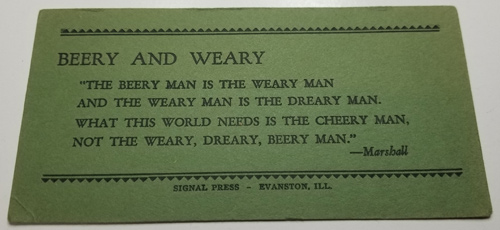 BEERY AND WEARY
"THE BEERY MAN IS THE WEARY MAN
AND THE WEARY MAN IS THE DREARY MAN.
WHAT THIS WORLD NEEDS IS THE CHEERY MAN,
NOT THE WEARY, DREARY, BEERY MAN."
—Marshall
SIGNAL PRESS - EVANSTON, ILL.